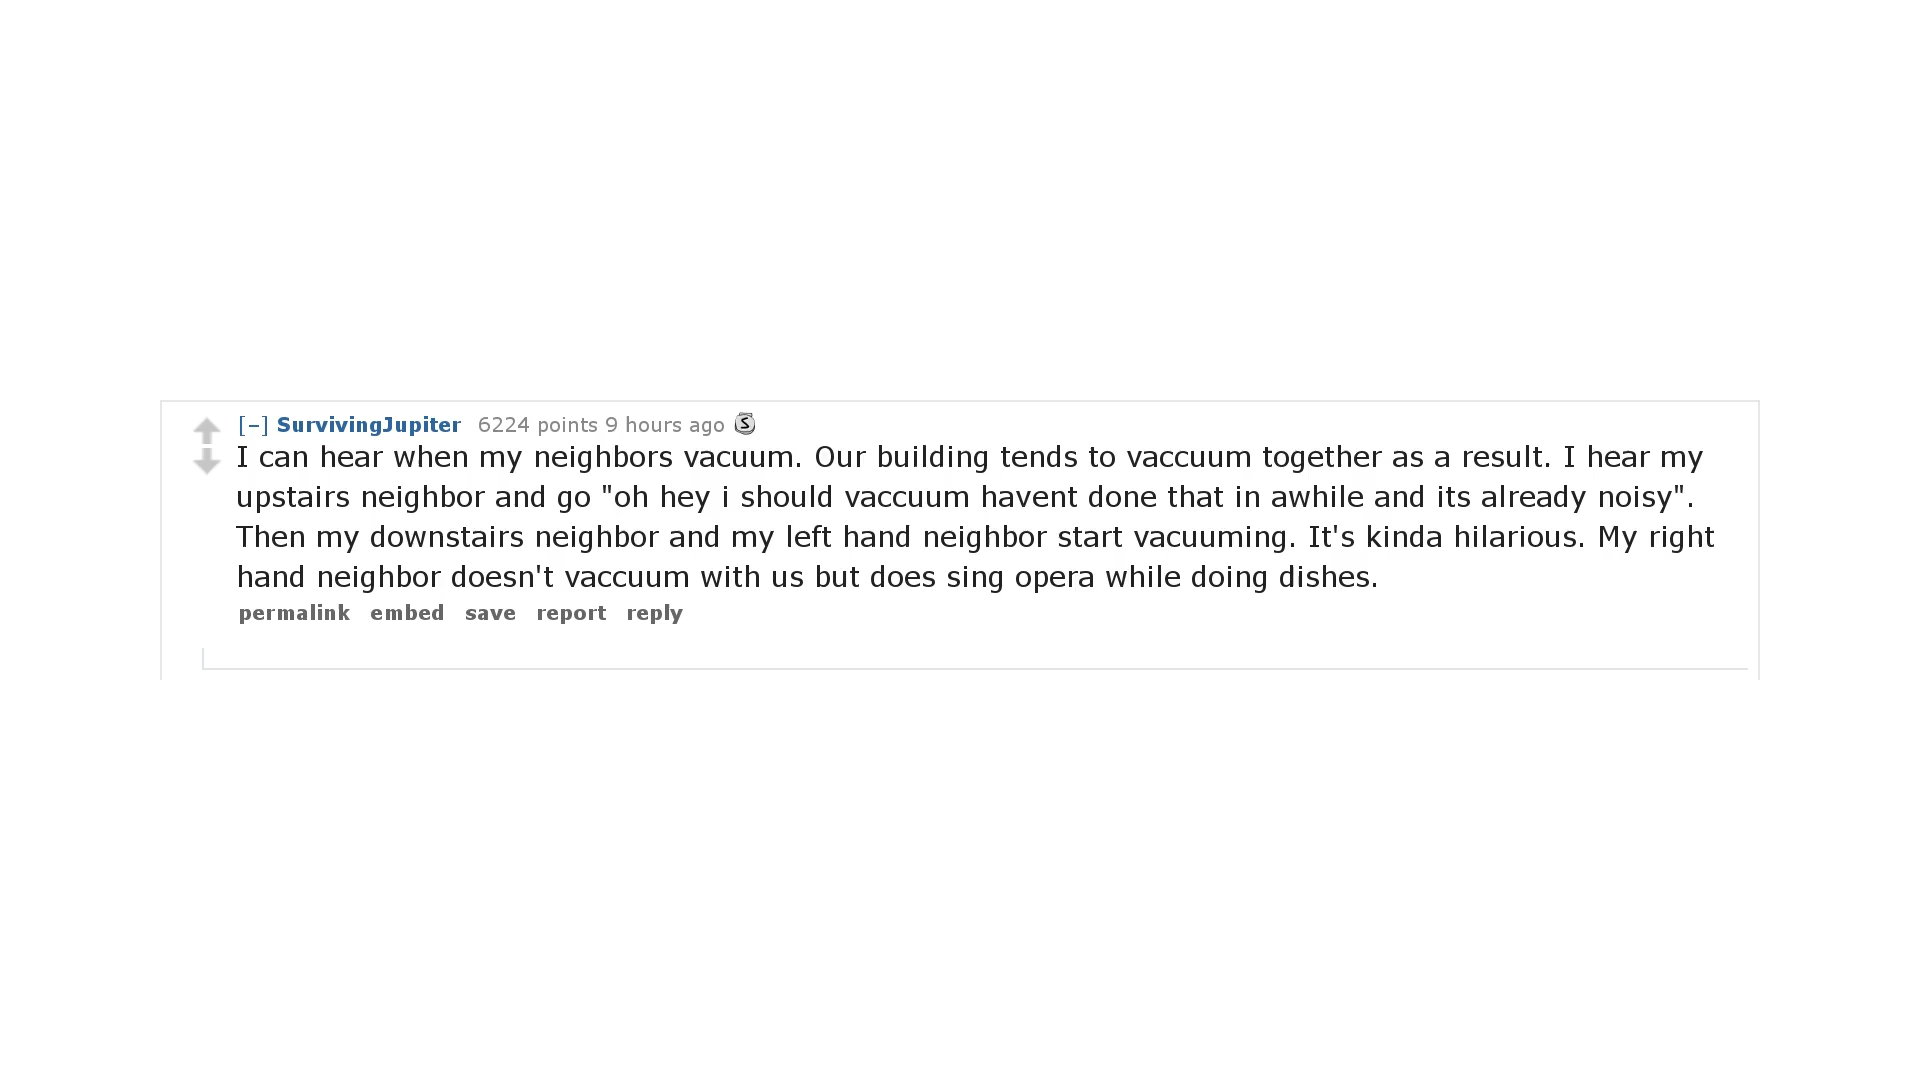 [–] SurvivingJupiter 6224 points 9 hours ago S
I can hear when my neighbors vacuum. Our building tends to vaccuum together as a result. I hear my
upstairs neighbor and go "oh hey i should vaccuum havent done that in awhile and its already noisy".
Then my downstairs neighbor and my left hand neighbor start vacuuming. It's kinda hilarious. My right
hand neighbor doesn't vaccuum with us but does sing opera while doing dishes.
permalink embed save report reply